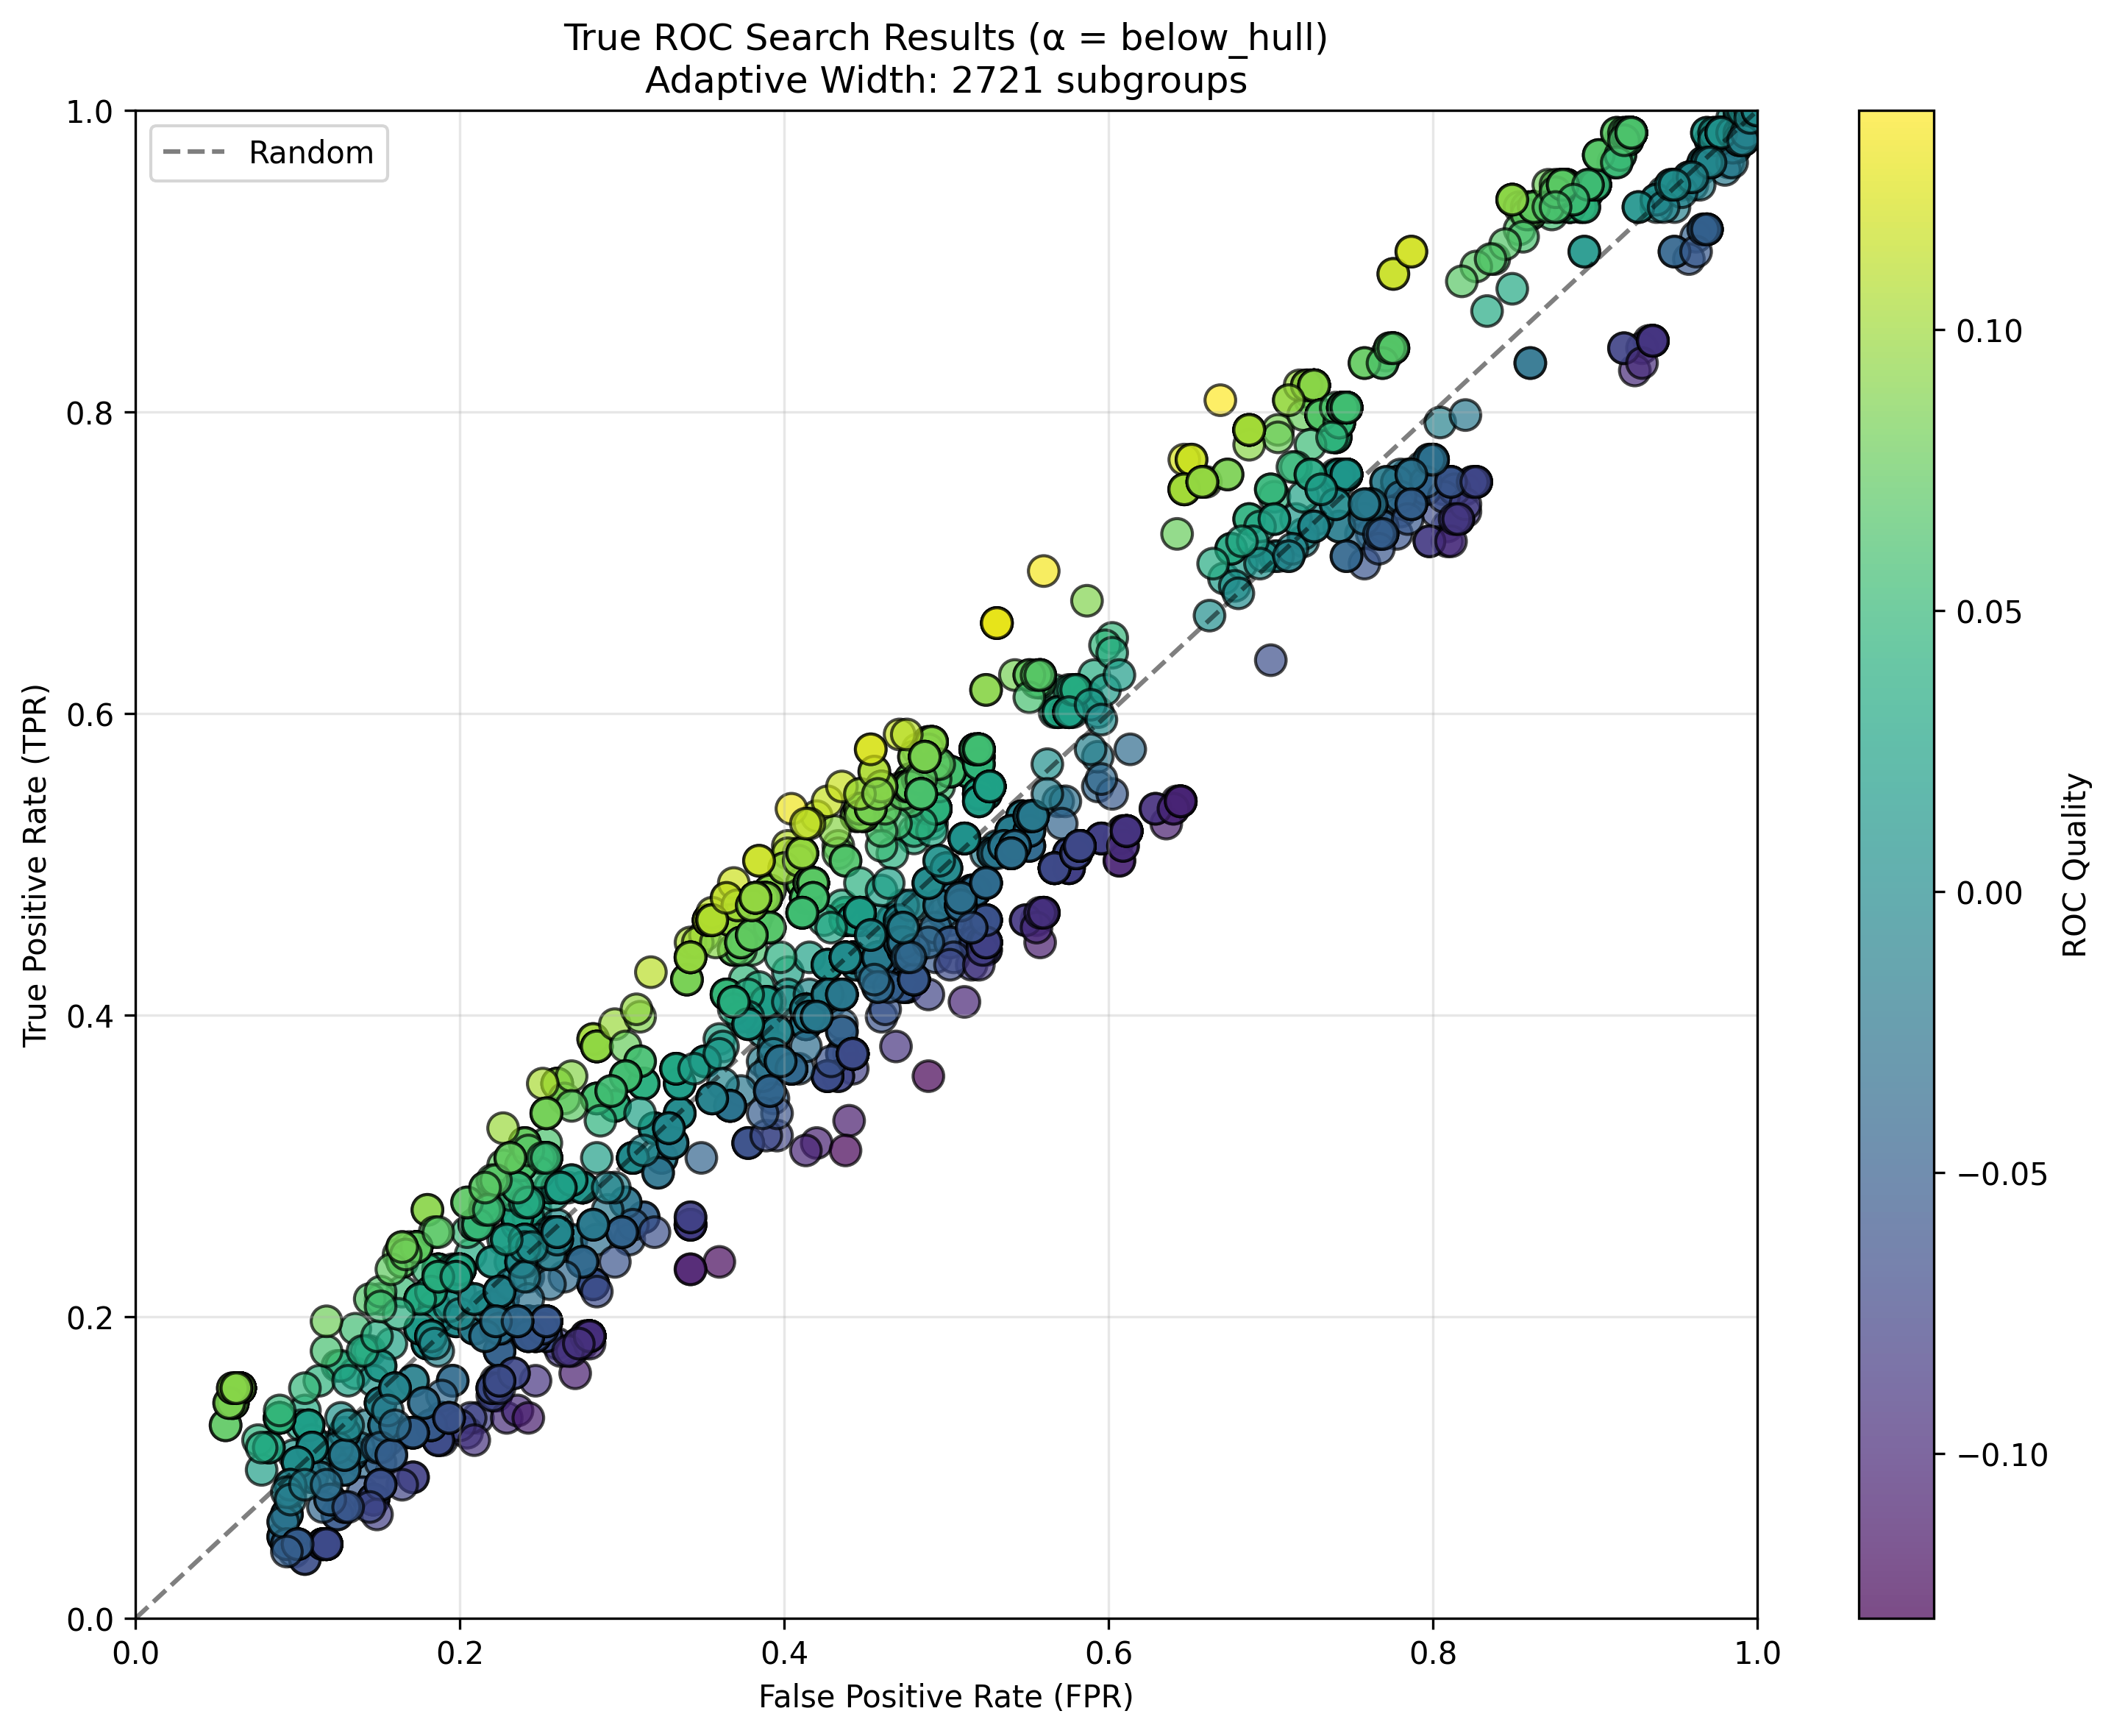 True ROC Search Results (α = below_hull)
Adaptive Width: 2721 subgroups
Random
True Positive Rate (TPR)
1.0
0.8
0.6
0.4
0.2
0.0
0.0 0.2 0.4 0.6 0.8 1.0
False Positive Rate (FPR)
0.10
0.05
0.00
−0.05
−0.10
ROC Quality